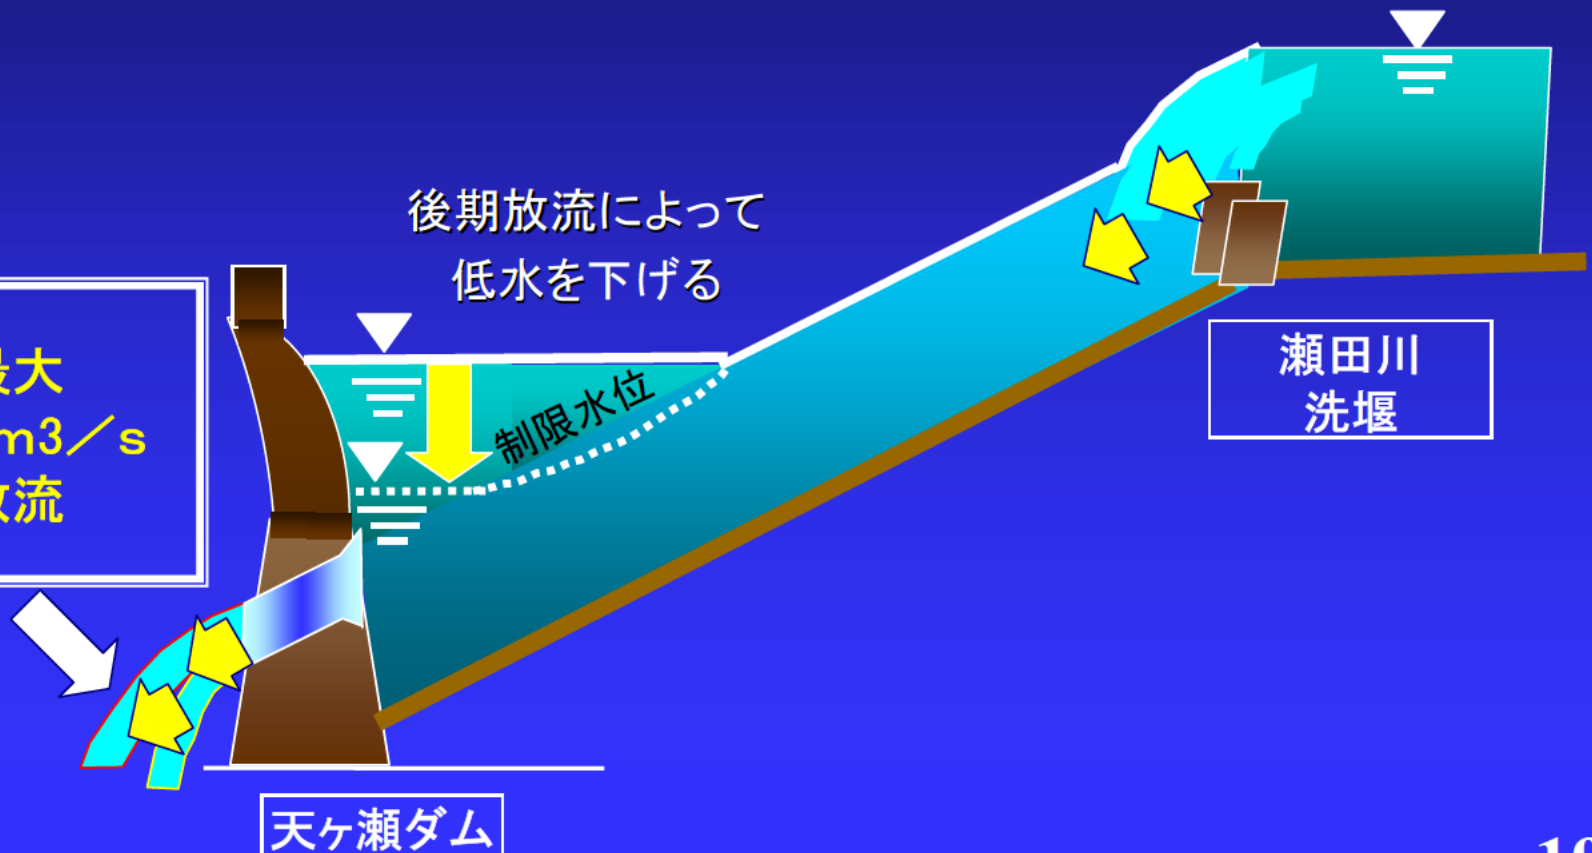 後期放流によって
低水を下げる
最大
m3／s
放流
制限水位
瀬田川
洗堰
天ヶ瀬ダム